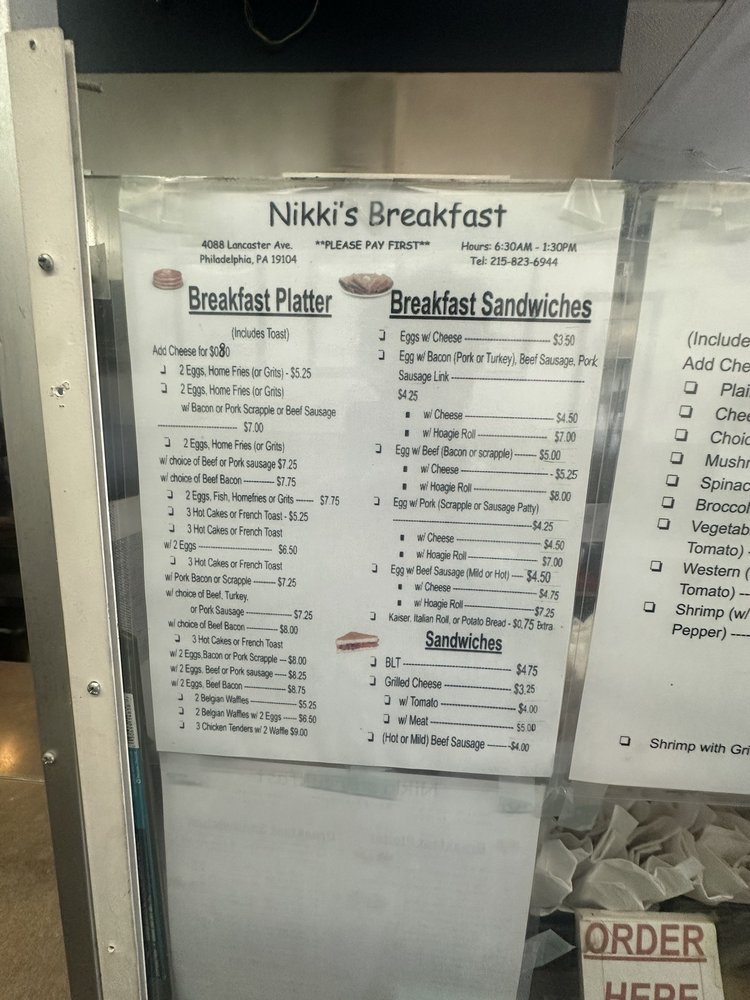 Nikki's Breakfast
4088 Lancaster Ave.
Philadelphia, PA 19104
**PLEASE PAY FIRST**
Hours: 6:30AM - 1:30PM
Tel: 215-823-6944
Breakfast Platter
(Includes Toast)
Add Cheese for $0.80
❏ 2 Eggs, Home Fries (or Grits) - $5.25
❏ 2 Eggs, Home Fries (or Grits)
w/ Bacon or Pork Scrapple or Beef Sausage
-------------------- $7.00
❏ 2 Eggs, Home Fries (or Grits)
w/ choice of Beef or Pork sausage $7.25
w/ choice of Beef Bacon ----------- $7.75
❏ 2 Eggs, Fish, Homefries or Grits ------ $7.75
❏ 3 Hot Cakes or French Toast - $5.25
❏ 3 Hot Cakes or French Toast
w/ 2 Eggs -------------------- $6.50
❏ 3 Hot Cakes or French Toast
w/ Pork Bacon or Scrapple --------- $7.25
w/ choice of Beef, Turkey,
or Pork Sausage ------------------ $7.25
w/ choice of Beef Bacon ----------- $8.00
❏ 3 Hot Cakes or French Toast
w/ 2 Eggs, Bacon or Pork Scrapple --- $8.00
w/ 2 Eggs, Beef or Pork sausage ---- $8.25
w/ 2 Eggs, Beef Bacon ------------- $8.75
❏ 2 Belgian Waffles -------------- $5.25
❏ 2 Belgian Waffles w/ 2 Eggs ----- $6.50
❏ 3 Chicken Tenders w/ 2 Waffle $9.00
Breakfast Sandwiches
❏ Eggs w/ Cheese ----------------------- $3.50
❏ Egg w/ Bacon (Pork or Turkey), Beef Sausage, Pork
Sausage Link ------------------------------------
$4.25
▪ w/ Cheese ------------------------- $4.50
▪ w/ Hoagie Roll -------------------- $7.00
❏ Egg w/ Beef (Bacon or scrapple) ------- $5.00
▪ w/ Cheese ------------------------- $5.25
▪ w/ Hoagie Roll -------------------- $8.00
❏ Egg w/ Pork (Scrapple or Sausage Patty)
-------------------------------------$4.25
▪ w/ Cheese ------------------------ $4.50
▪ w/ Hoagie Roll -------------------- $7.00
❏ Egg w/ Beef Sausage (Mild or Hot) ---- $4.50
▪ w/ Cheese ------------------------- $4.75
▪ w/ Hoagie Roll -------------------- $7.25
❏ Kaiser, Italian Roll, or Potato Bread - $0.75 Extra
Sandwiches
❏ BLT ------------------------------ $4.75
❏ Grilled Cheese -------------------- $3.25
❏ w/ Tomato ---------------------- $4.00
❏ w/ Meat ------------------------ $5.00
❏ (Hot or Mild) Beef Sausage --------$4.00
(Include
Add Che
❏ Plai
❏ Chee
❏ Choic
❏ Mushr
❏ Spinac
❏ Broccol
❏ Vegetab
Tomato) -
❏ Western (
Tomato) --
❏ Shrimp (w/
Pepper) ----
❏ Shrimp with Gri
ORDER
HERE